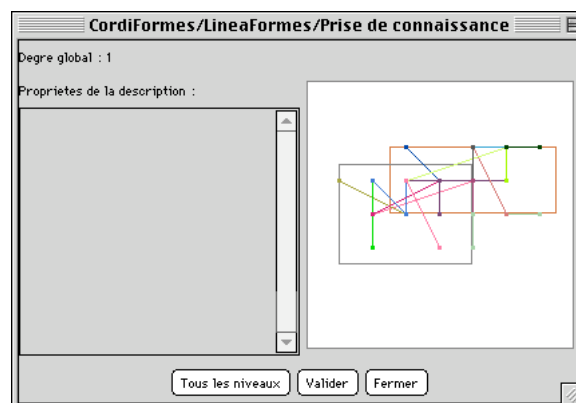 CordiFormes/LineaFormes/Prise de connaissance
Degre global : 1
Proprietes de la description :
Tous les niveaux
Valider
Fermer